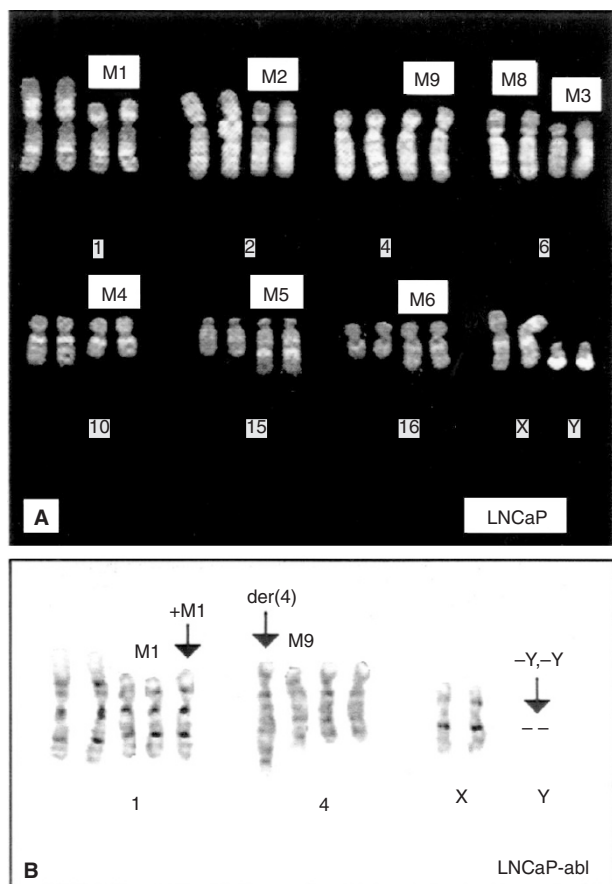 M1 M2 M9 M8 M3
1 2 4 6
M4 M5 M6
10 15 16 X Y
A LNCaP
+M1 der(4)
M1 M9 –Y,–Y
– –
1 4 X Y
B LNCaP-abl